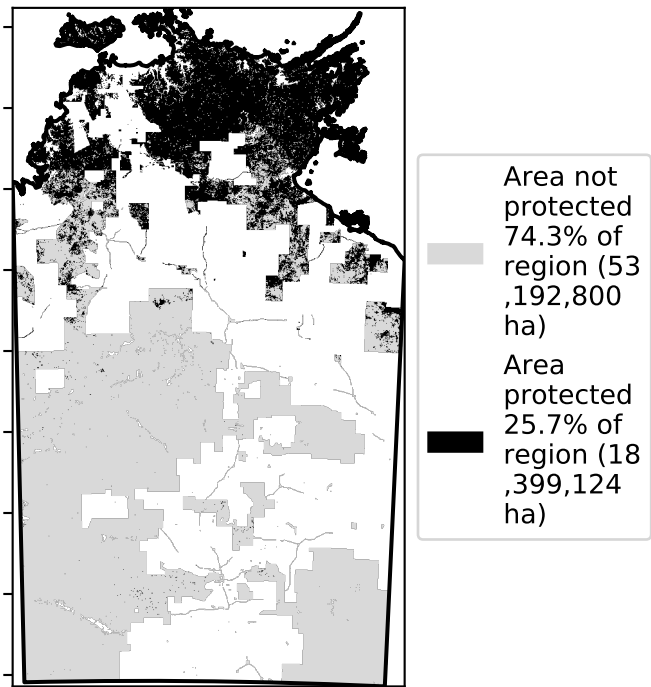 Area not
protected
74.3% of
region (53
,192,800
ha)
Area
protected
25.7% of
region (18
,399,124
ha)